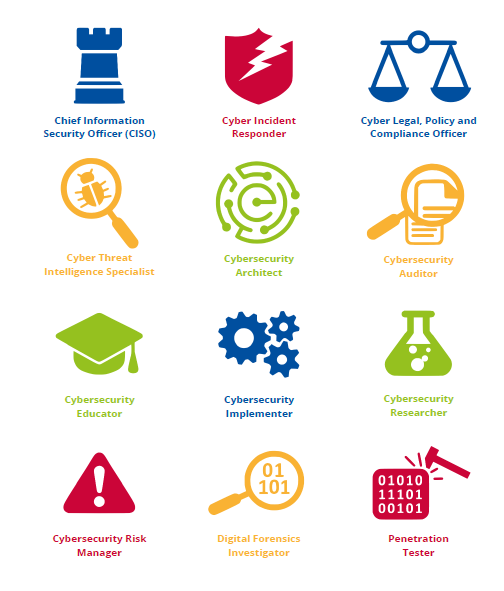 Chief Information
Security Officer (CISO)
Cyber Incident
Responder
Cyber Legal, Policy and
Compliance Officer
Cyber Threat
Intelligence Specialist
Cybersecurity
Architect
Cybersecurity
Auditor
Cybersecurity
Educator
Cybersecurity
Implementer
Cybersecurity
Researcher
01
101
01010
11101
00101
Cybersecurity Risk
Manager
Digital Forensics
Investigator
Penetration
Tester